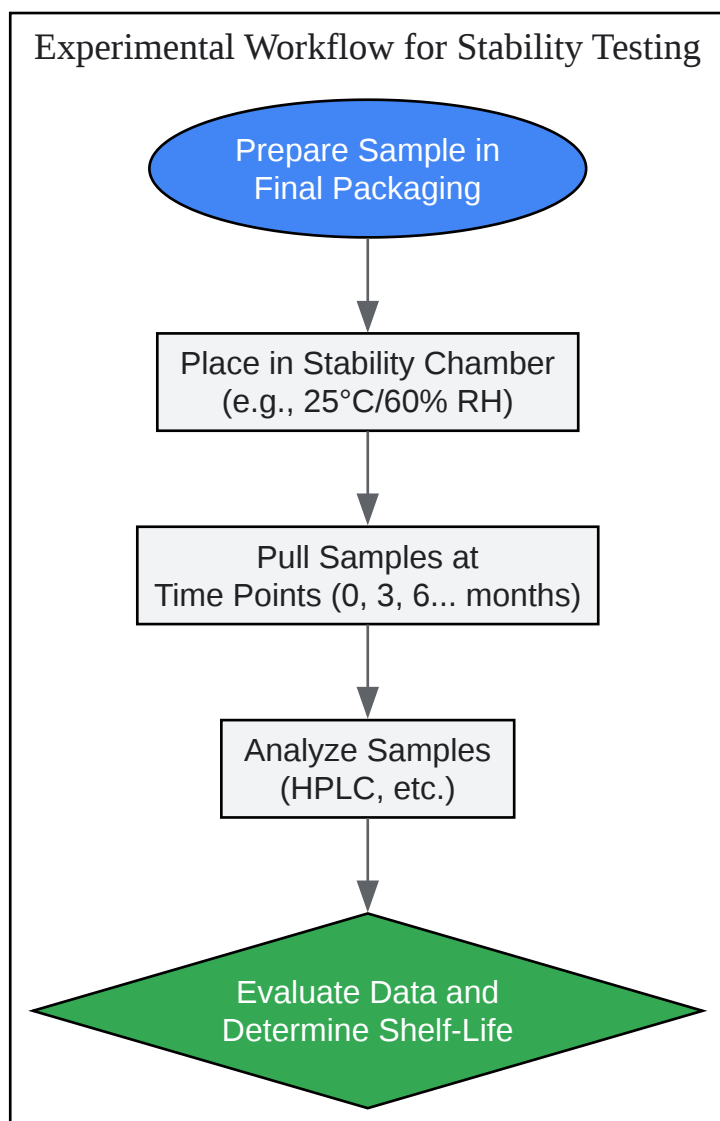 Experimental Workflow for Stability Testing
Prepare Sample in
Final Packaging
Place in Stability Chamber
(e.g., 25°C/60% RH)
Pull Samples at
Time Points (0, 3, 6... months)
Analyze Samples
(HPLC, etc.)
Evaluate Data and
Determine Shelf-Life